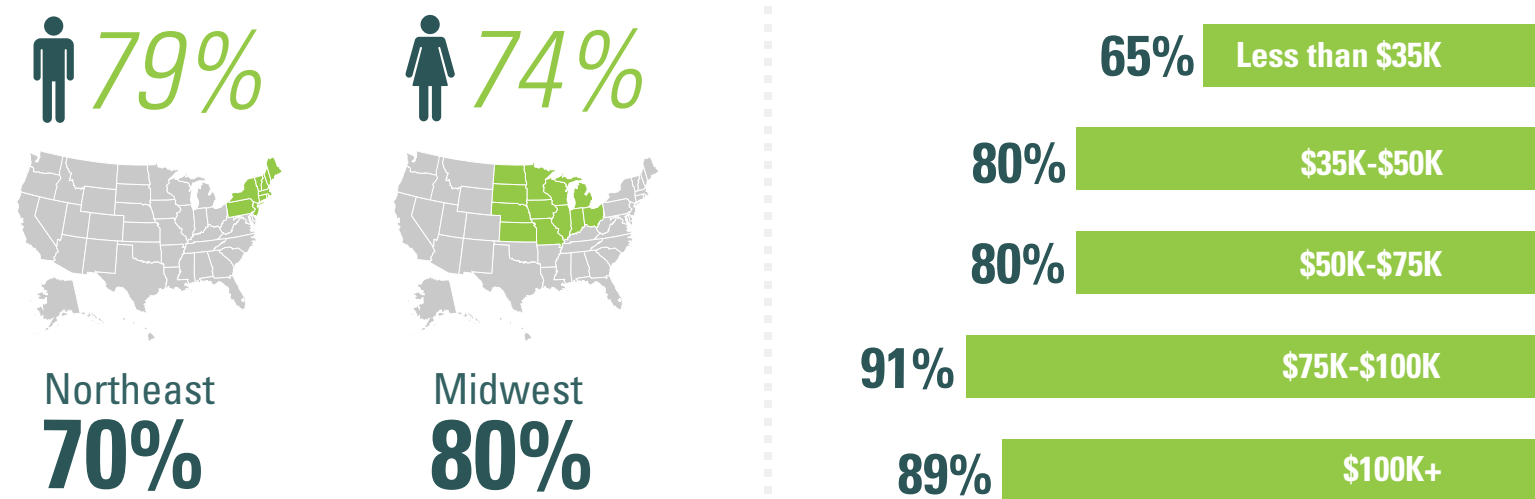 79%
74%
Northeast
70%
Midwest
80%
65% Less than $35K
80% $35K-$50K
80% $50K-$75K
91% $75K-$100K
89% $100K+